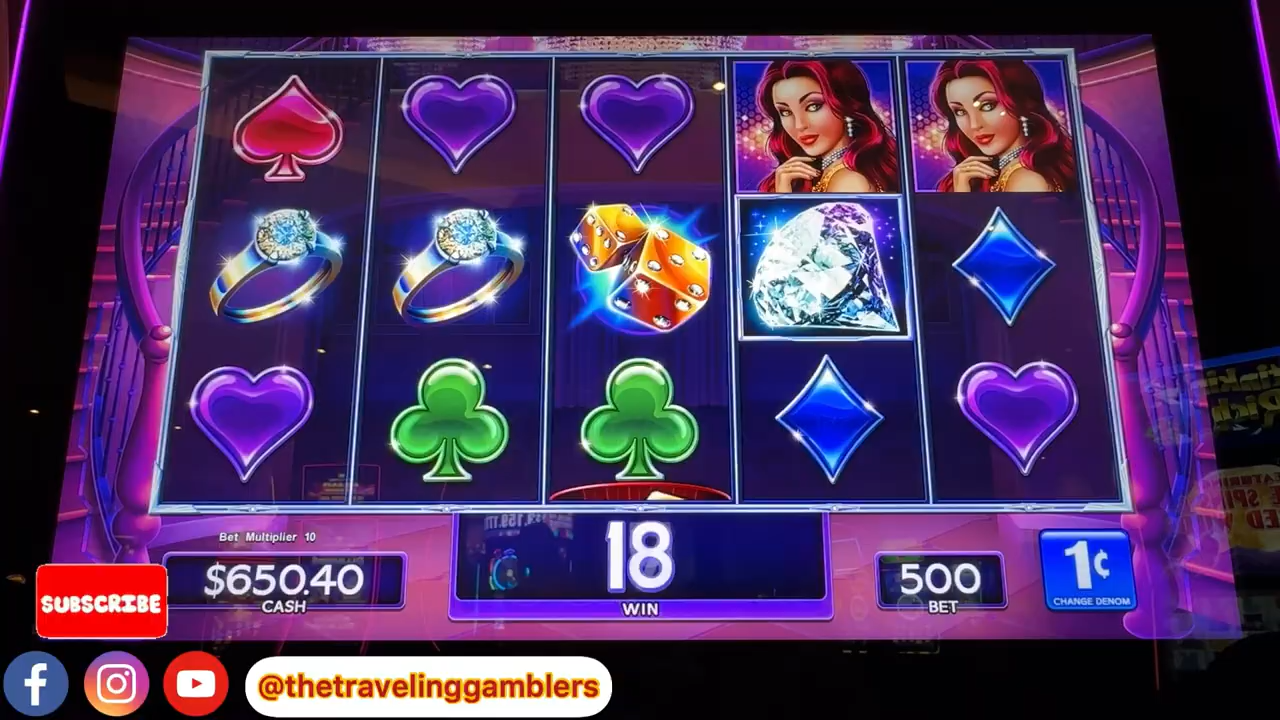 Bet Multiplier 10
$650.40
CASH
18
WIN
500
BET
1¢
CHANGE DENOM
SUBSCRIBE
@thetravelinggamblers